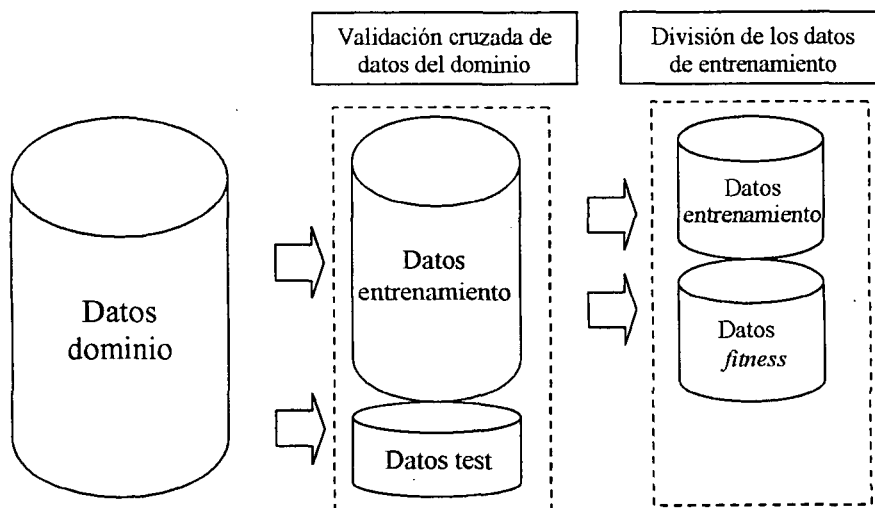 Validación cruzada de
datos del dominio
División de los datos
de entrenamiento
Datos
dominio
Datos
entrenamiento
Datos test
Datos
entrenamiento
Datos
fitness